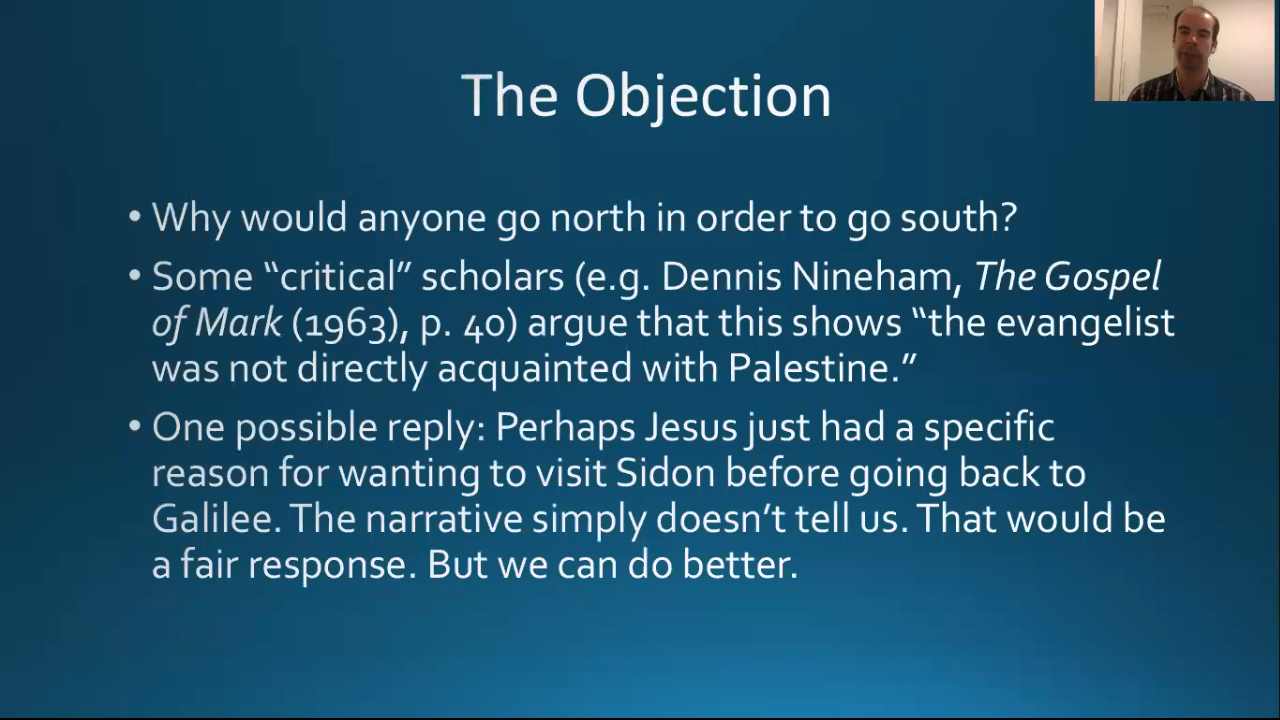 The Objection
• Why would anyone go north in order to go south?
• Some “critical” scholars (e.g. Dennis Nineham, The Gospel
of Mark (1963), p. 40) argue that this shows “the evangelist
was not directly acquainted with Palestine.”
• One possible reply: Perhaps Jesus just had a specific
reason for wanting to visit Sidon before going back to
Galilee. The narrative simply doesn’t tell us. That would be
a fair response. But we can do better.